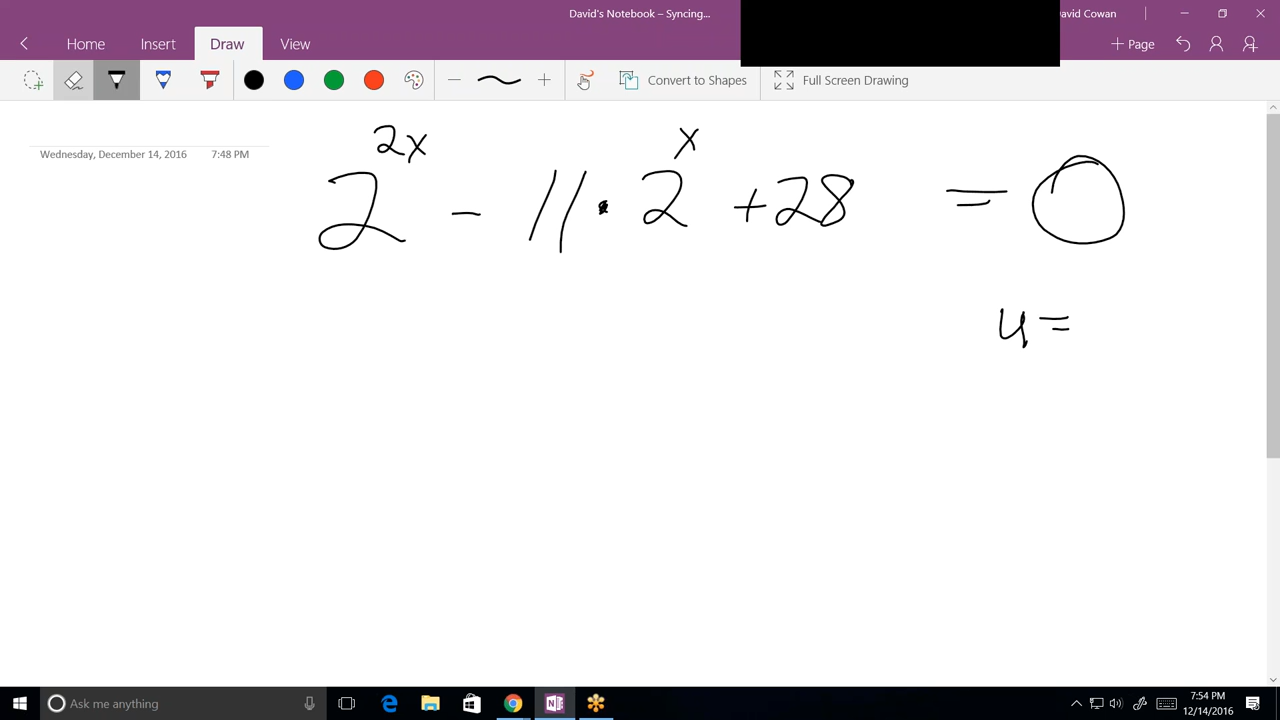 David's Notebook – Syncing...
avid Cowan
Home Insert Draw View
Page
Convert to Shapes
Full Screen Drawing
Wednesday, December 14, 2016 7:48 PM
2^{2x} - 11 · 2^{x} + 28 = 0
u =
Ask me anything
7:54 PM
12/14/2016